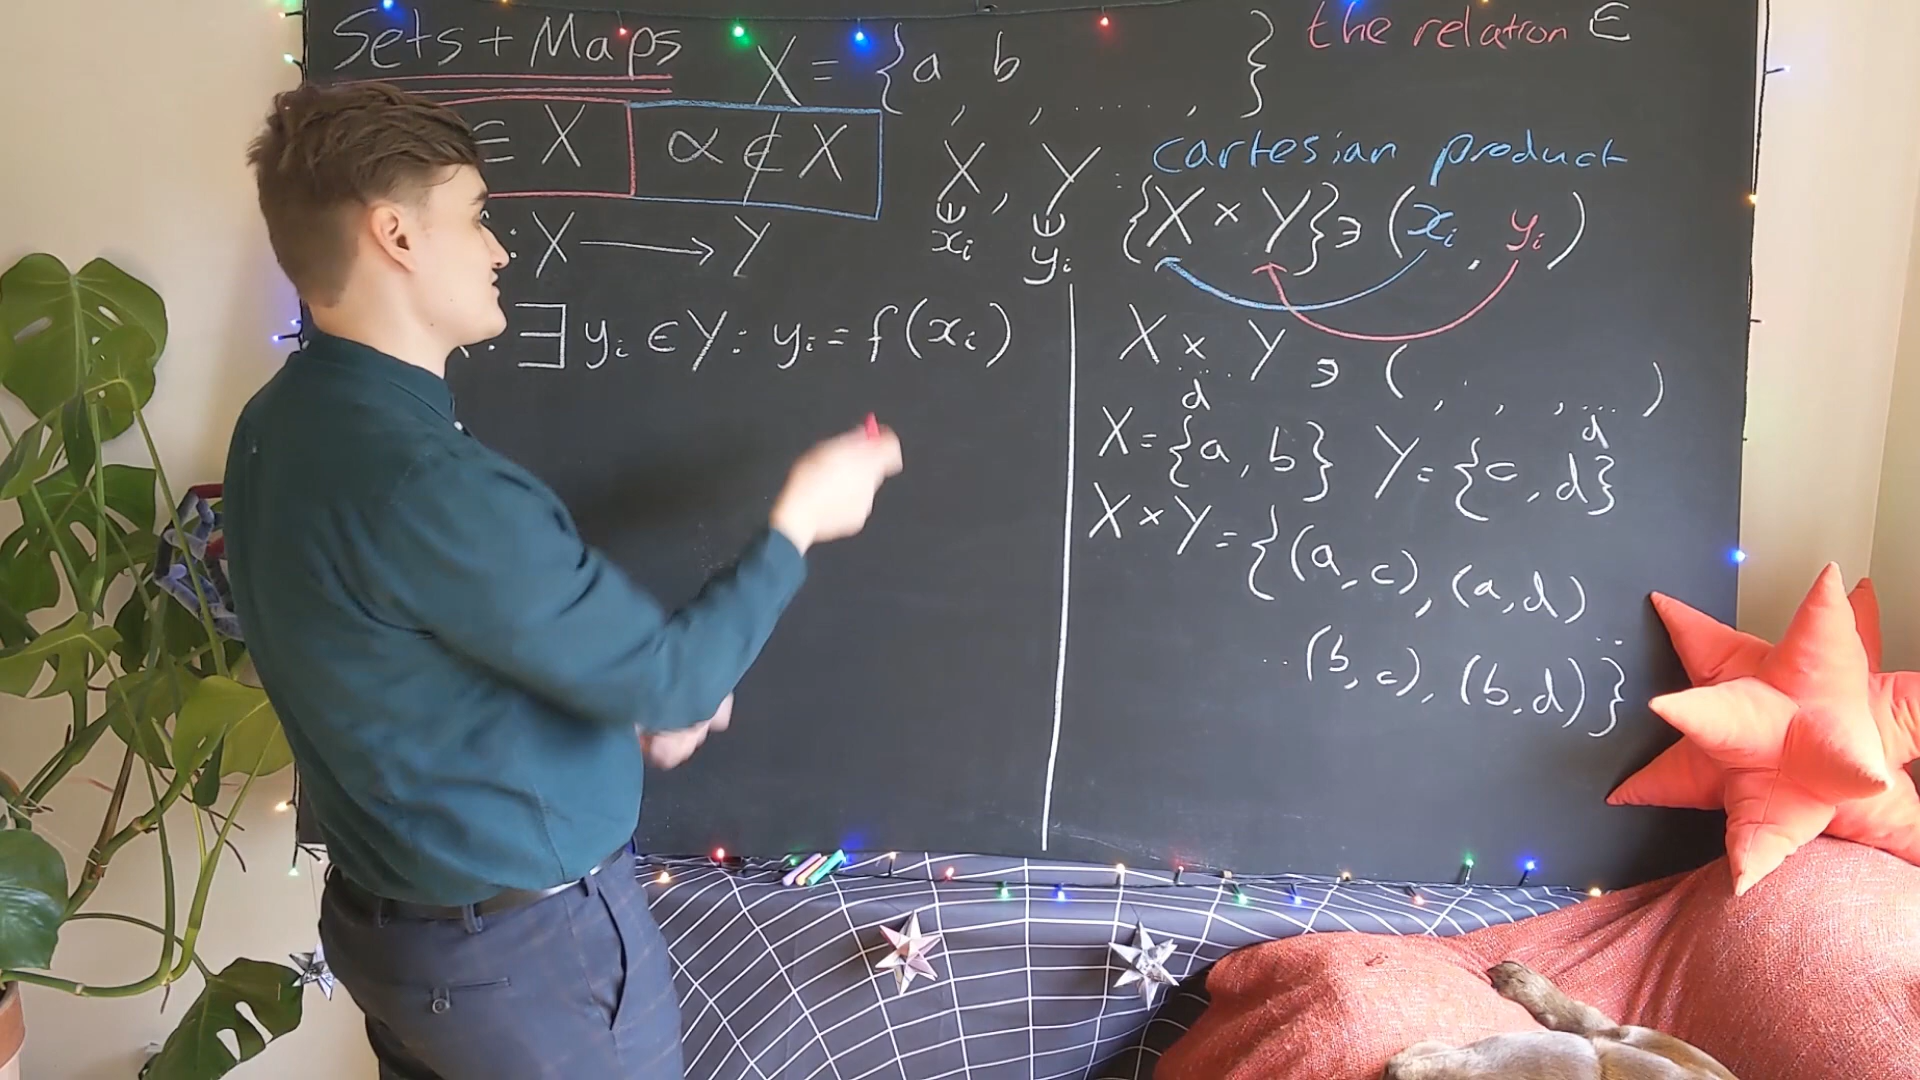 Sets + Maps
X = {a, b, ....., }
the relation ∈
∈ X
α ∉ X
: X ⟶ Y
: ∃ yᵢ ∈ Y : yᵢ = f(xᵢ)
X, Y :
ψ ψ
xᵢ yᵢ
cartesian product
{X × Y} ∋ (xᵢ, yᵢ)
X × .... Y ∋ ( , , , ... )
d d
X = {a, b} Y = {c, d}
X × Y = {(a, c), (a, d) ..
.. (b, c), (b, d)}